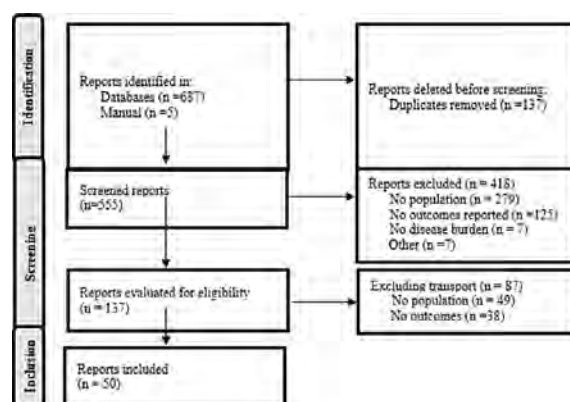 Identification
Reports identified in:
Databases (n =687)
Manual (n =5)
Reports deleted before screening:
Duplicates removed (n =137)
Screening
Screened reports
(n=555)
Reports excluded (n = 418)
No population (n = 279)
No outcomes reported (n =125)
No disease burden (n = 7)
Other (n =7)
Reports evaluated for eligibility
(n = 137)
Excluding transport (n = 87)
No population (n = 49)
No outcomes (n =38)
Inclusion
Reports included
(n = 50)